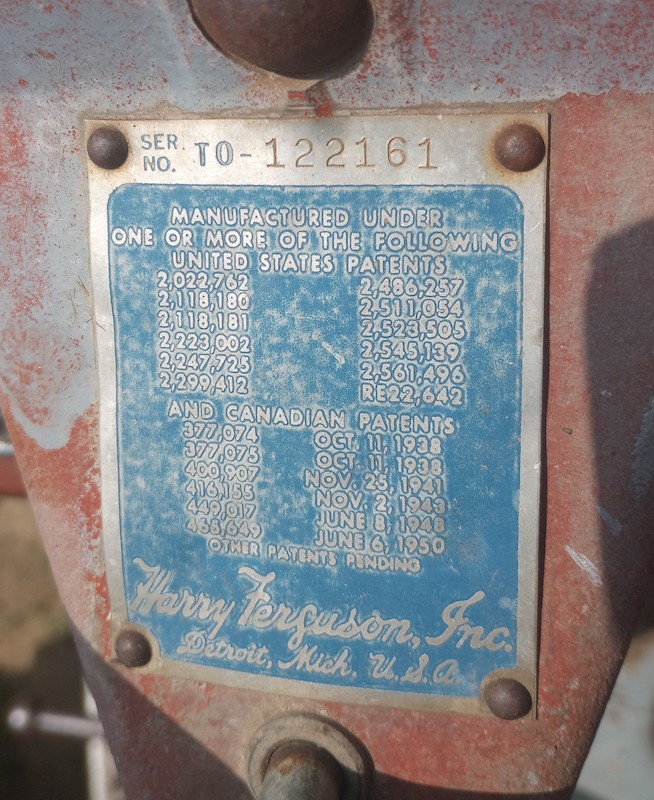 SER. NO. TO-122161
MANUFACTURED UNDER
ONE OR MORE OF THE FOLLOWING
UNITED STATES PATENTS
2,022,762 2,486,257
2,118,180 2,511,054
2,118,181 2,523,505
2,223,002 2,545,139
2,247,725 2,561,496
2,299,412 RE22,642
AND CANADIAN PATENTS
377,074 OCT. 11, 1938
377,075 OCT. 11, 1938
400,907 NOV. 25, 1941
416,155 NOV. 2, 1943
449,017 JUNE 8, 1948
465,649 JUNE 6, 1950
OTHER PATENTS PENDING
Harry Ferguson, Inc.
Detroit, Mich. U.S.A.